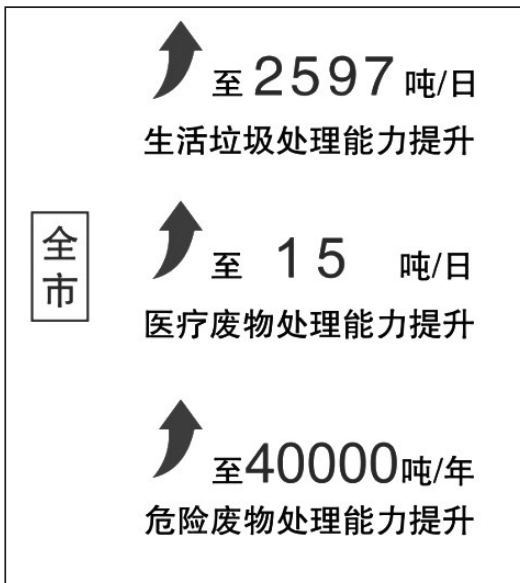 至2597吨/日
生活垃圾处理能力提升
全市
至 15 吨/日
医疗废物处理能力提升
至40000吨/年
危险废物处理能力提升